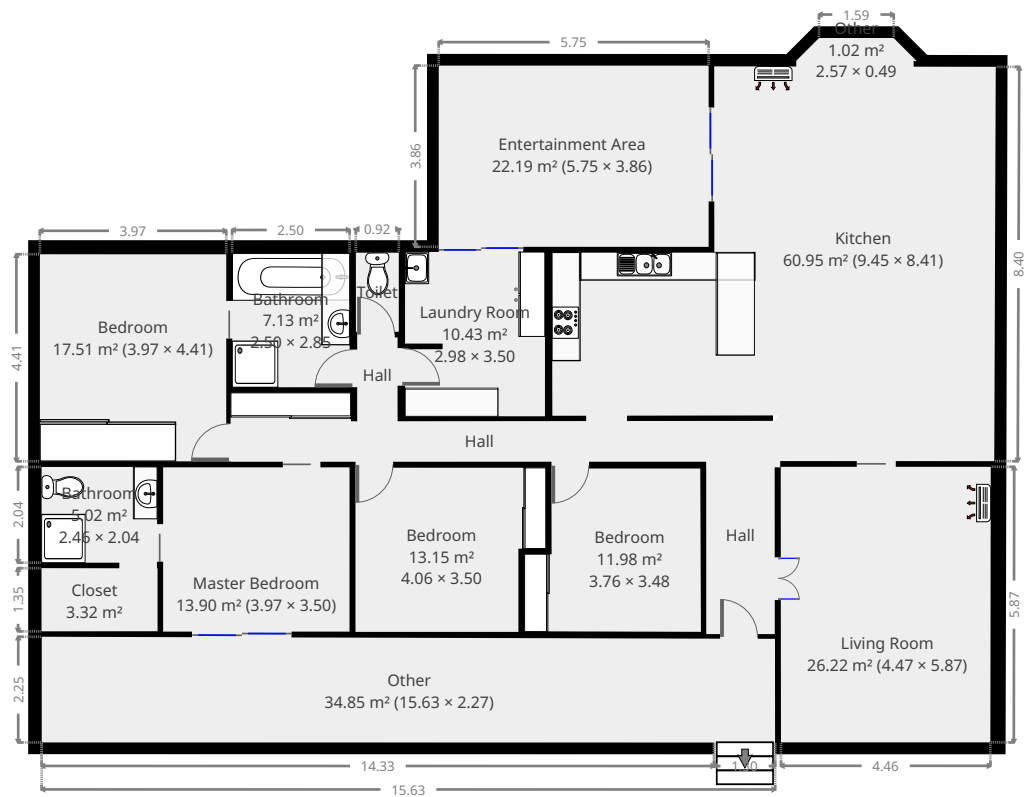 1.59
Other
1.02 m²
2.57 × 0.49
5.75
3.86
Entertainment Area
22.19 m² (5.75 × 3.86)
Kitchen
60.95 m² (9.45 × 8.41)
8.40
3.97
2.50
0.92
4.41
Bedroom
17.51 m² (3.97 × 4.41)
Bathroom
7.13 m²
2.50 × 2.85
Toilet
Laundry Room
10.43 m²
2.98 × 3.50
Hall
Hall
2.04
Bathroom
5.02 m²
2.46 × 2.04
1.35
Closet
3.32 m²
Master Bedroom
13.90 m² (3.97 × 3.50)
Bedroom
13.15 m²
4.06 × 3.50
Bedroom
11.98 m²
3.76 × 3.48
Hall
5.87
Living Room
26.22 m² (4.47 × 5.87)
2.25
Other
34.85 m² (15.63 × 2.27)
14.33
4.46
15.63